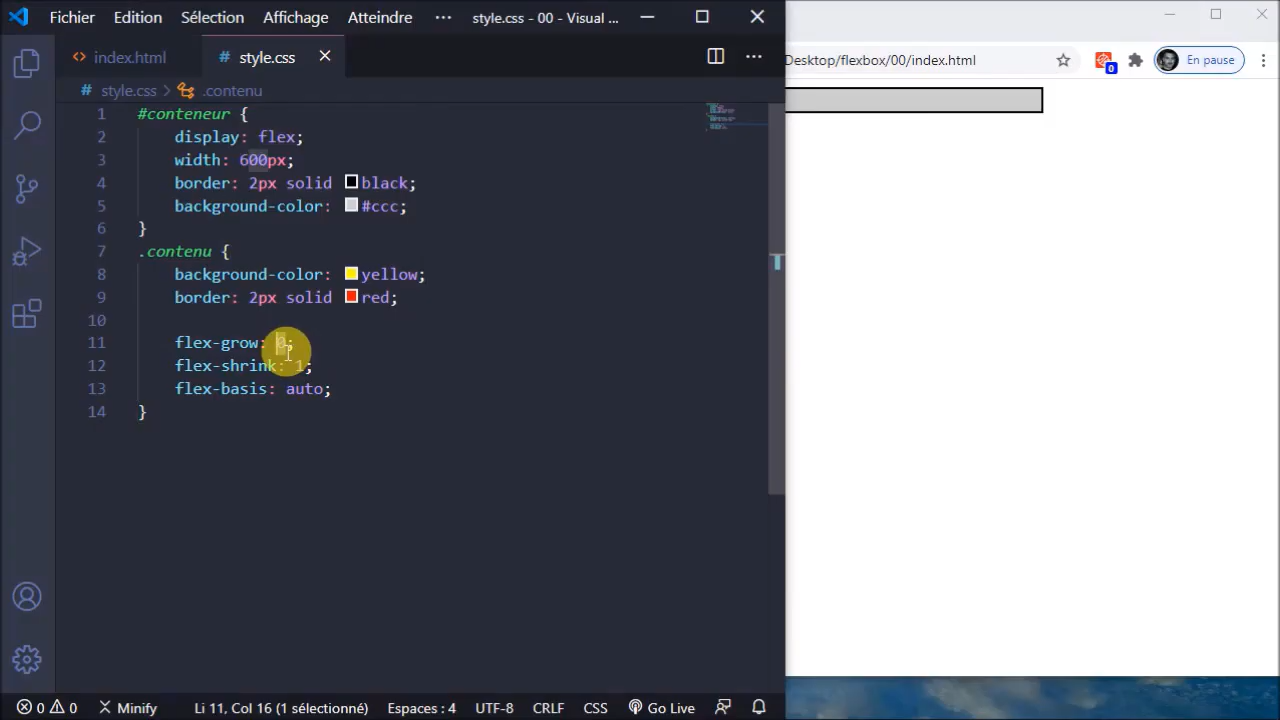 Fichier Edition Sélection Affichage Atteindre ··· style.css - 00 - Visual ...
index.html
style.css
style.css > .contenu
1 #conteneur {
2 display: flex;
3 width: 600px;
4 border: 2px solid black;
5 background-color: #ccc;
6 }
7 .contenu {
8 background-color: yellow;
9 border: 2px solid red;
10
11 flex-grow: 0;
12 flex-shrink: 1;
13 flex-basis: auto;
14 }
0 0 Minify Li 11, Col 16 (1 sélectionné) Espaces : 4 UTF-8 CRLF CSS Go Live
Desktop/flexbox/00/index.html
0
En pause